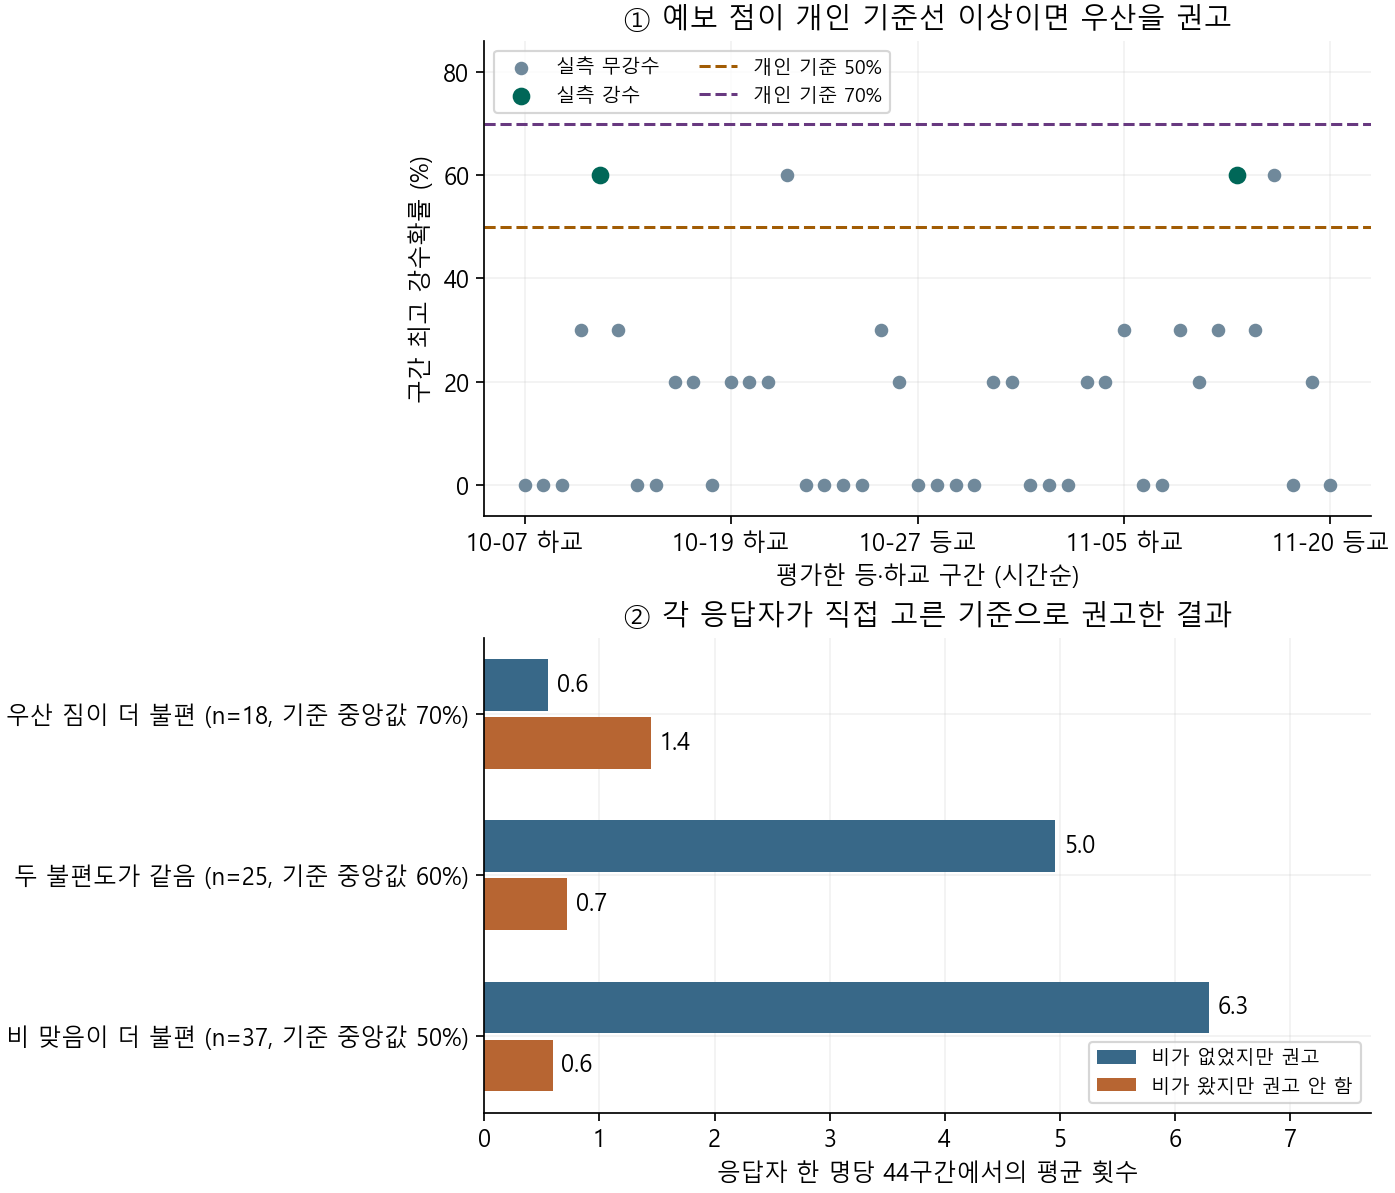 ① 예보 점이 개인 기준선 이상이면 우산을 권고
실측 무강수
실측 강수
개인 기준 50%
개인 기준 70%
구간 최고 강수확률 (%)
80
60
40
20
0
10-07 하교
10-19 하교
10-27 등교
11-05 하교
11-20 등교
평가한 등·하교 구간 (시간순)
② 각 응답자가 직접 고른 기준으로 권고한 결과
우산 짐이 더 불편 (n=18, 기준 중앙값 70%)
0.6
1.4
두 불편도가 같음 (n=25, 기준 중앙값 60%)
5.0
0.7
비 맞음이 더 불편 (n=37, 기준 중앙값 50%)
6.3
0.6
비가 없었지만 권고
비가 왔지만 권고 안 함
0
1
2
3
4
5
6
7
응답자 한 명당 44구간에서의 평균 횟수